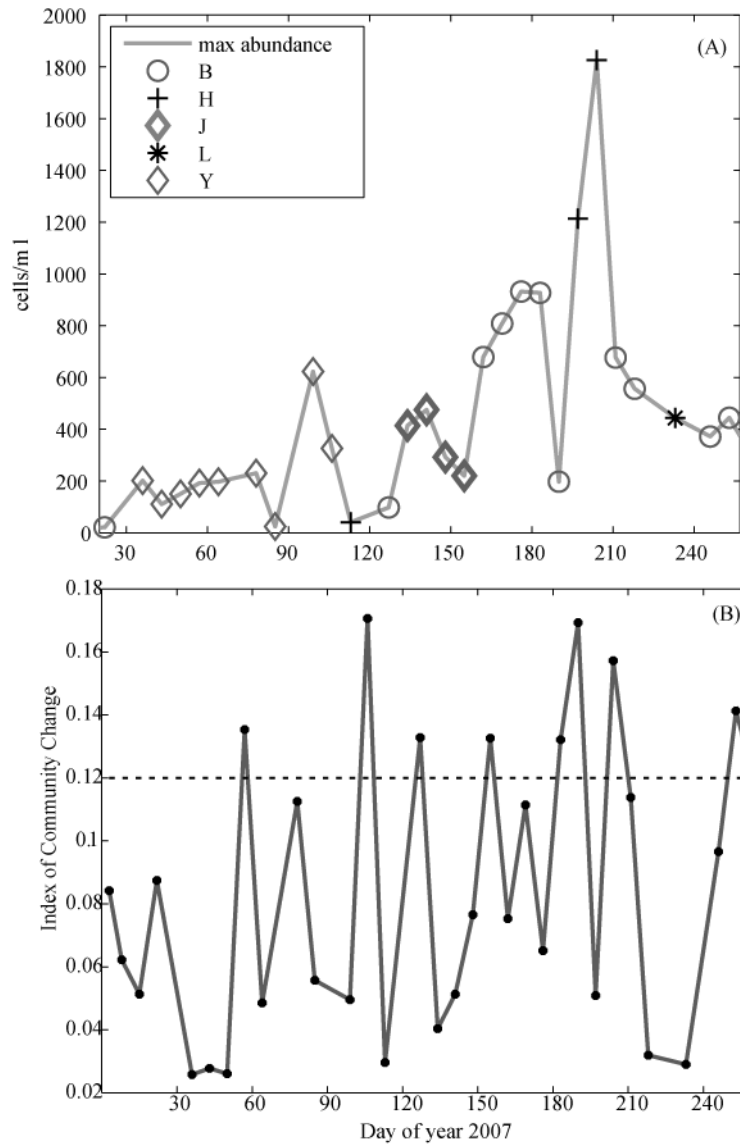 2000
(A)
max abundance
B
H
J
L
Y
1800
1600
1400
1200
1000
800
600
400
200
0
cells/m l
30 60 90 120 150 180 210 240
0.18
(B)
0.16
0.14
0.12
0.1
0.08
0.06
0.04
0.02
Index of Community Change
30 60 90 120 150 180 210 240
Day of year 2007